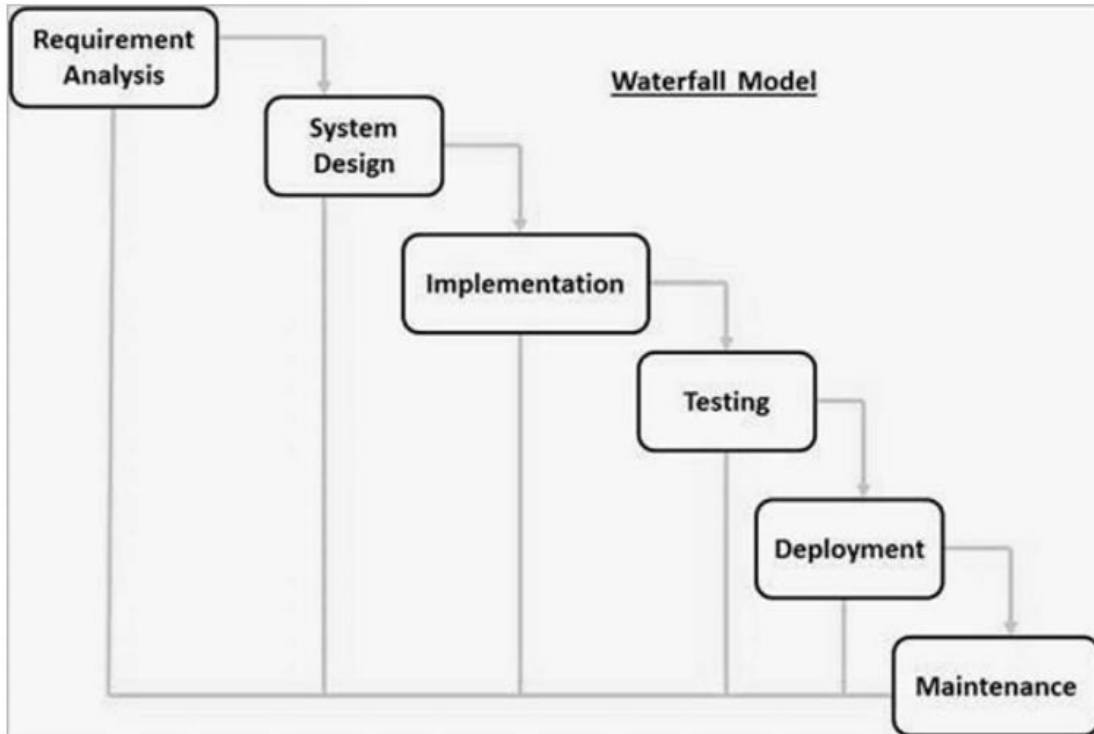 Requirement
Analysis
Waterfall Model
System
Design
Implementation
Testing
Deployment
Maintenance